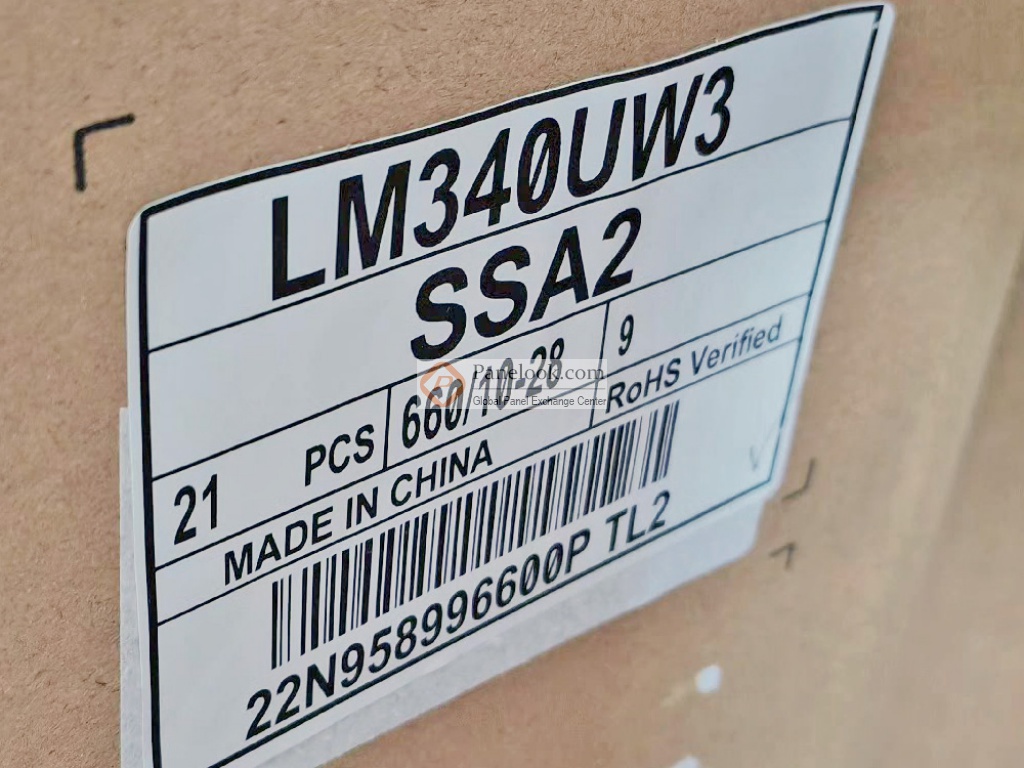 LM340UW3
SSA2
21 PCS 660/10-28 9
MADE IN CHINA RoHS Verified
22N958996600P TL2
Panelook.com
Global Panel Exchange Center